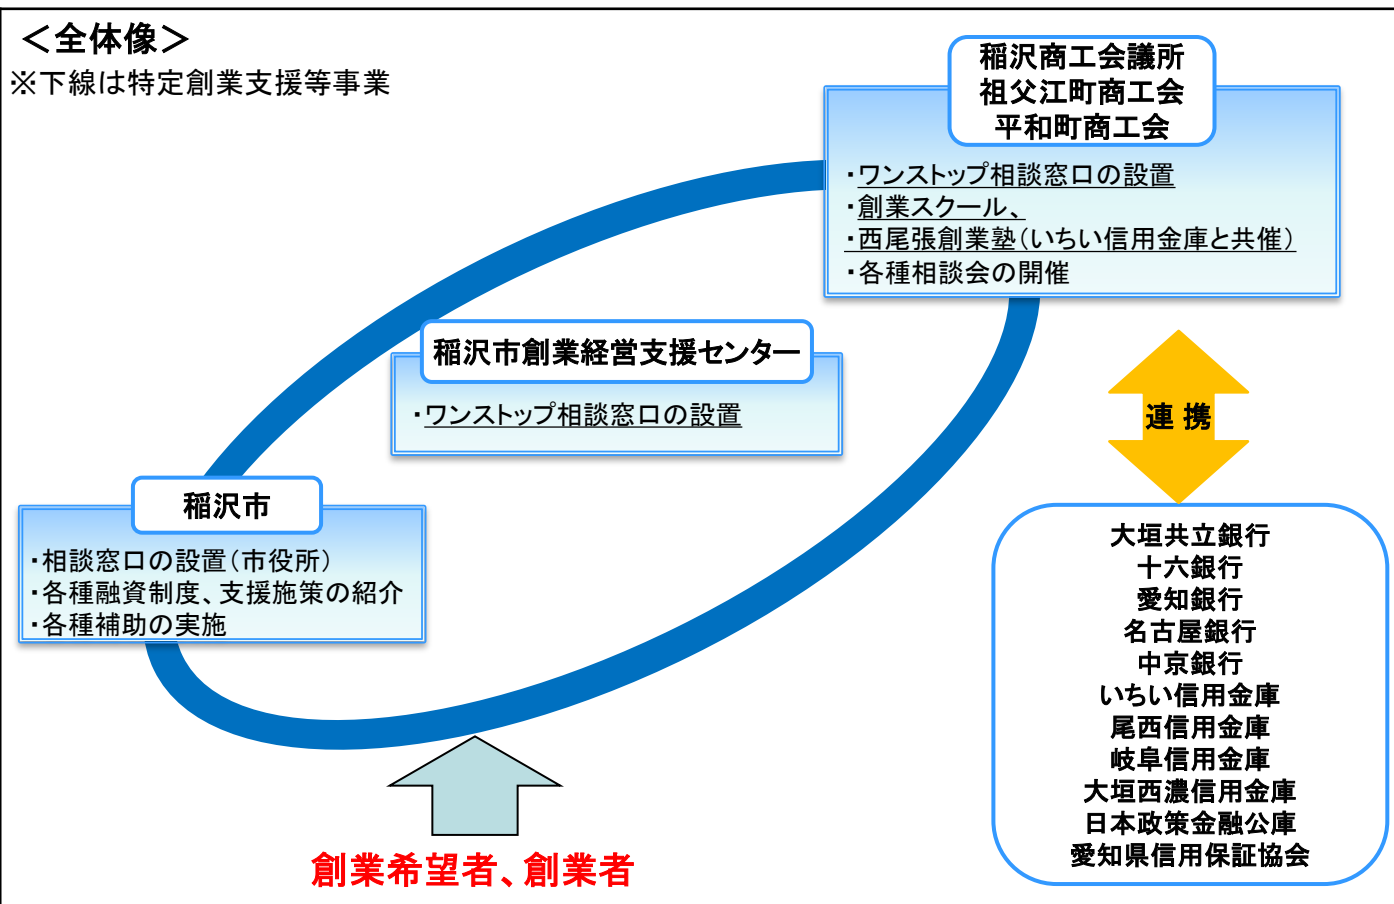 ＜全体像＞
※下線は特定創業支援等事業
稲沢商工会議所
祖父江町商工会
平和町商工会
・ワンストップ相談窓口の設置
・創業スクール、
・西尾張創業塾（いちい信用金庫と共催）
・各種相談会の開催
稲沢市創業経営支援センター
・ワンストップ相談窓口の設置
連 携
稲沢市
・相談窓口の設置（市役所）
・各種融資制度、支援施策の紹介
・各種補助の実施
大垣共立銀行
十六銀行
愛知銀行
名古屋銀行
中京銀行
いちい信用金庫
尾西信用金庫
岐阜信用金庫
大垣西濃信用金庫
日本政策金融公庫
愛知県信用保証協会
創業希望者、創業者